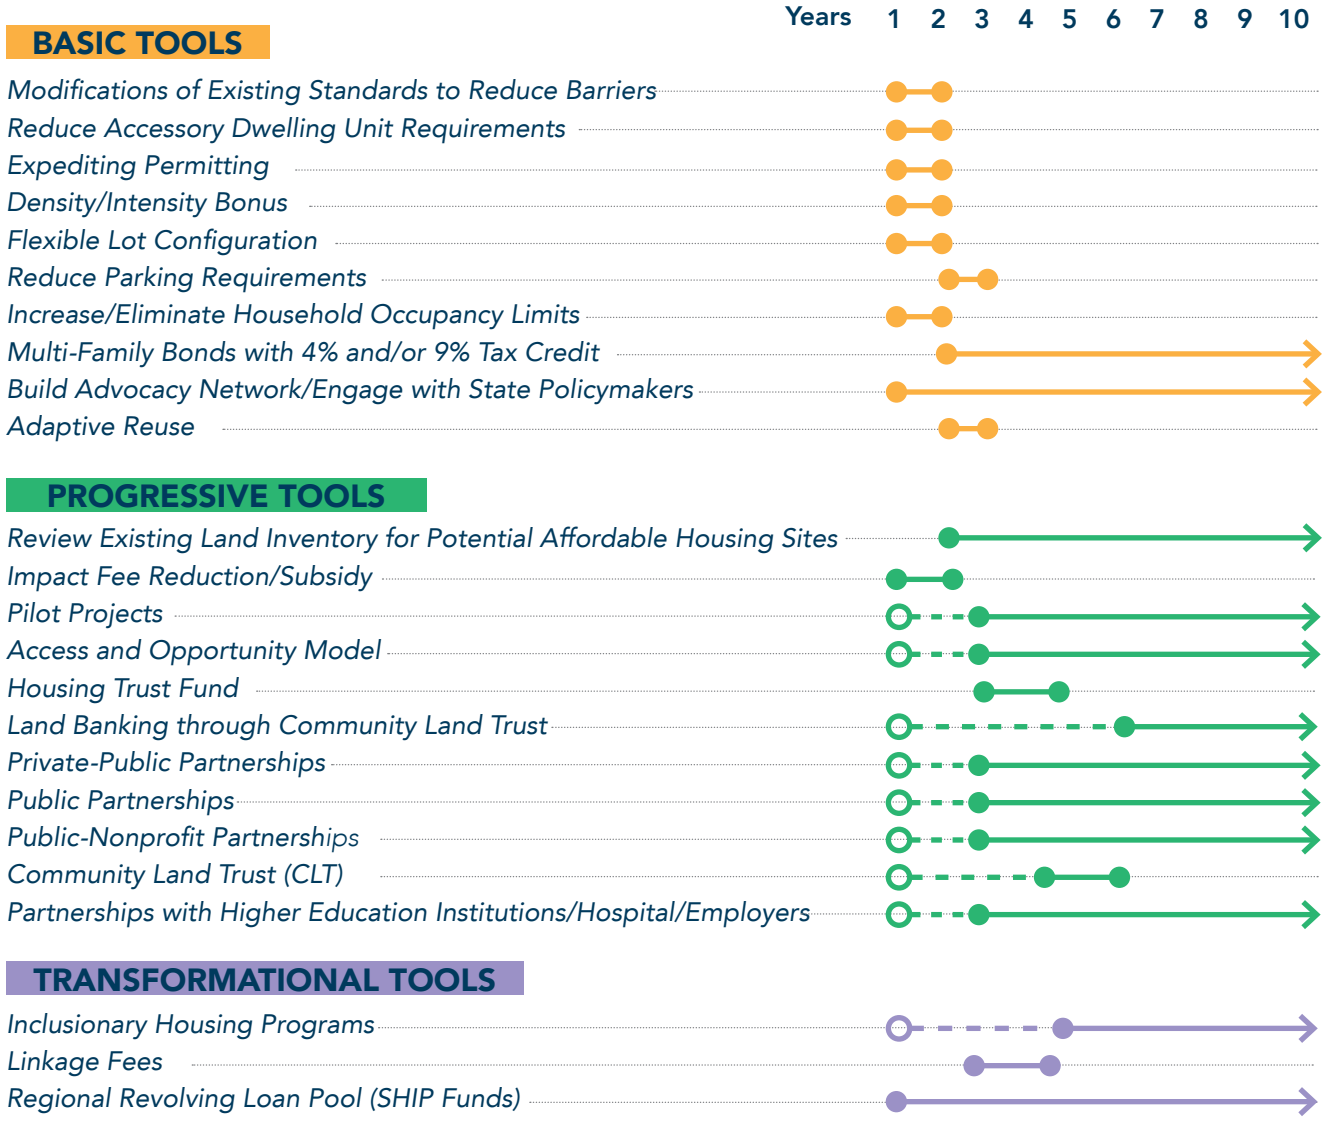 Years 1 2 3 4 5 6 7 8 9 10
BASIC TOOLS
Modifications of Existing Standards to Reduce Barriers
Reduce Accessory Dwelling Unit Requirements
Expediting Permitting
Density/Intensity Bonus
Flexible Lot Configuration
Reduce Parking Requirements
Increase/Eliminate Household Occupancy Limits
Multi-Family Bonds with 4% and/or 9% Tax Credit
Build Advocacy Network/Engage with State Policymakers
Adaptive Reuse
PROGRESSIVE TOOLS
Review Existing Land Inventory for Potential Affordable Housing Sites
Impact Fee Reduction/Subsidy
Pilot Projects
Access and Opportunity Model
Housing Trust Fund
Land Banking through Community Land Trust
Private-Public Partnerships
Public Partnerships
Public-Nonprofit Partnerships
Community Land Trust (CLT)
Partnerships with Higher Education Institutions/Hospital/Employers
TRANSFORMATIONAL TOOLS
Inclusionary Housing Programs
Linkage Fees
Regional Revolving Loan Pool (SHIP Funds)